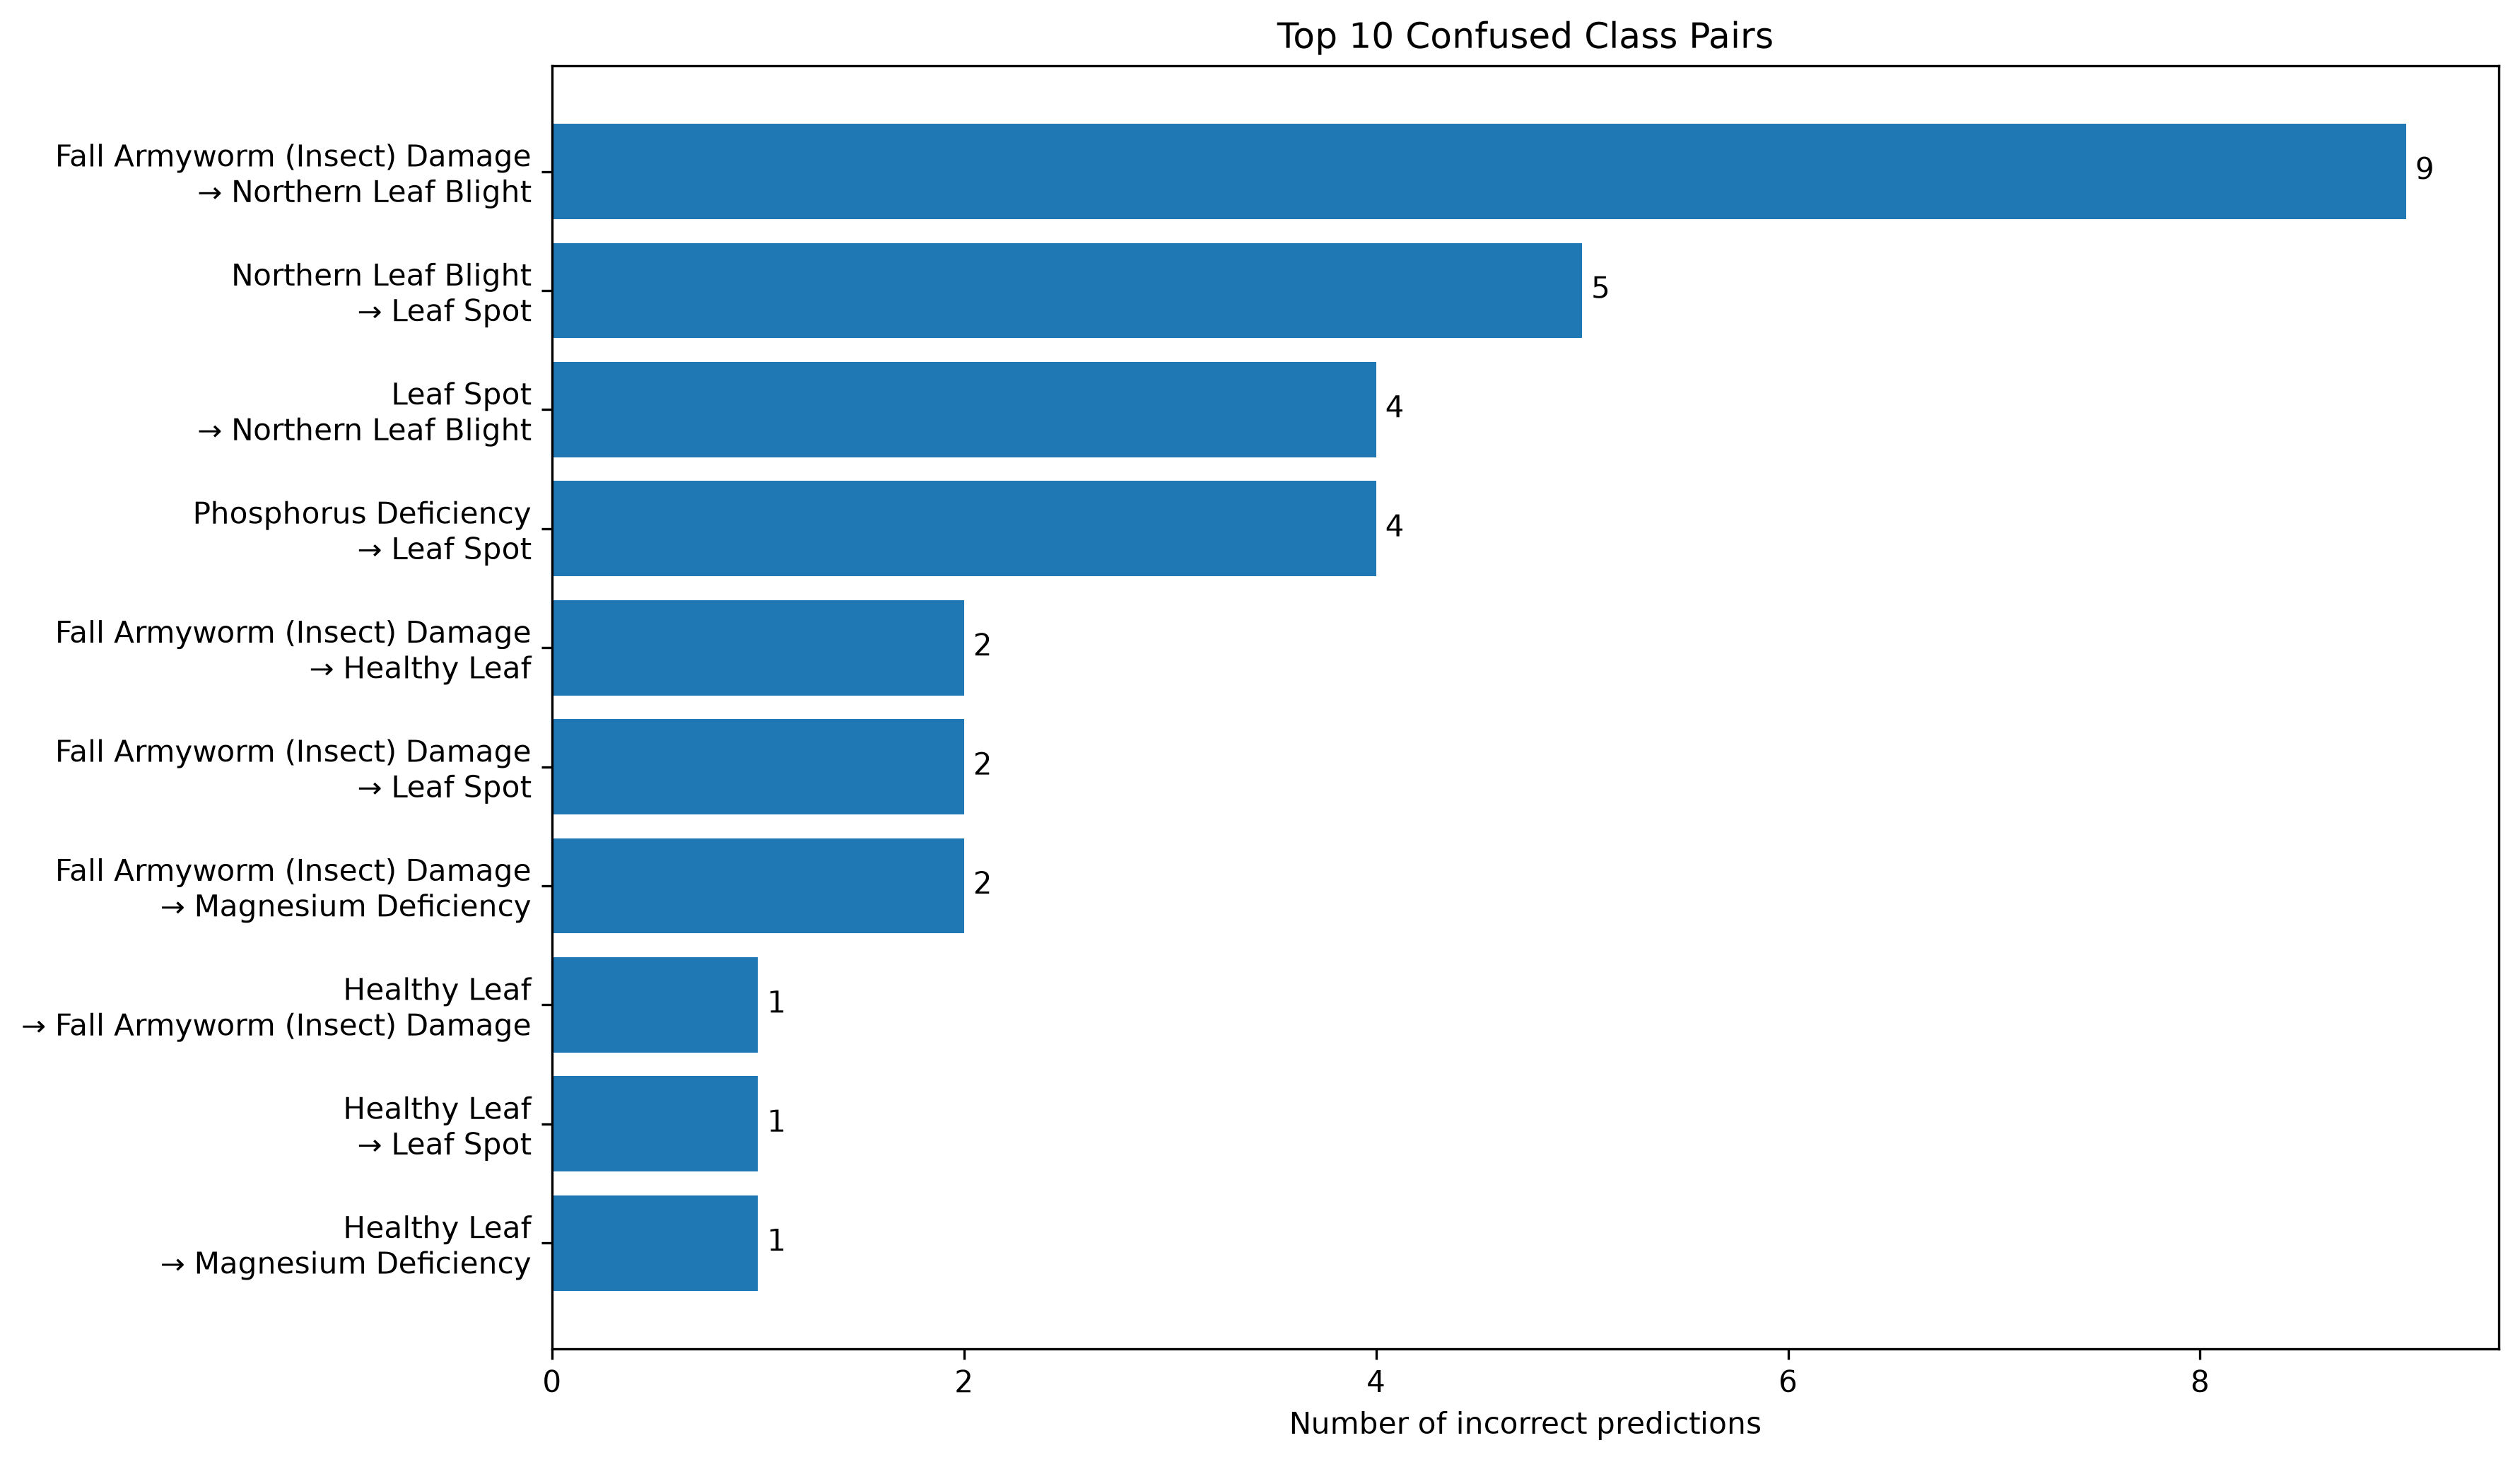 Top 10 Confused Class Pairs
Fall Armyworm (Insect) Damage
→ Northern Leaf Blight
9
Northern Leaf Blight
→ Leaf Spot
5
Leaf Spot
→ Northern Leaf Blight
4
Phosphorus Deficiency
→ Leaf Spot
4
Fall Armyworm (Insect) Damage
→ Healthy Leaf
2
Fall Armyworm (Insect) Damage
→ Leaf Spot
2
Fall Armyworm (Insect) Damage
→ Magnesium Deficiency
2
Healthy Leaf
→ Fall Armyworm (Insect) Damage
1
Healthy Leaf
→ Leaf Spot
1
Healthy Leaf
→ Magnesium Deficiency
1
0 2 4 6 8
Number of incorrect predictions